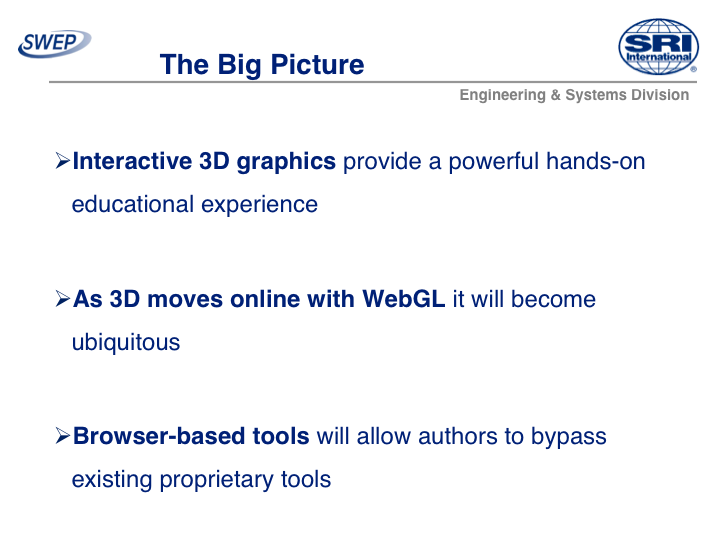 SWEP
SRI
International
®
The Big Picture
Engineering & Systems Division
➢Interactive 3D graphics provide a powerful hands-on
educational experience
➢As 3D moves online with WebGL it will become
ubiquitous
➢Browser-based tools will allow authors to bypass
existing proprietary tools